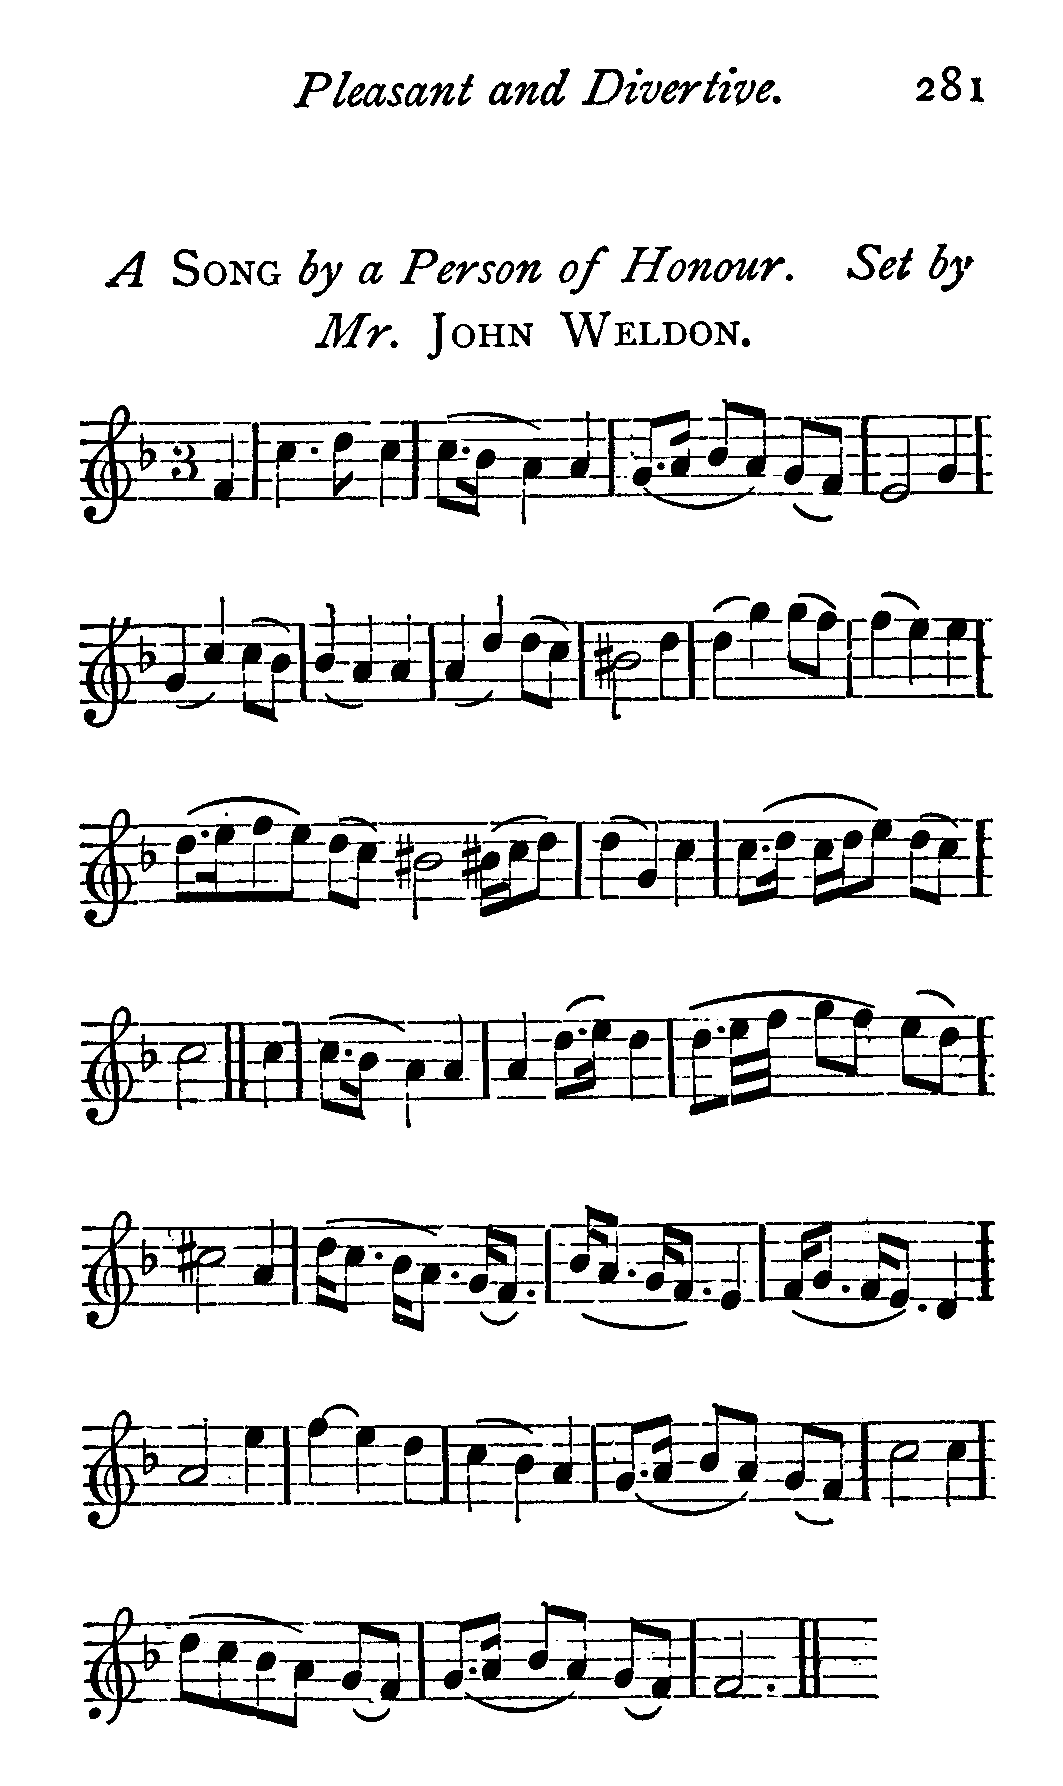 Pleasant and Divertive. 281
A SONG by a Person of Honour. Set by
Mr. JOHN WELDON.
3